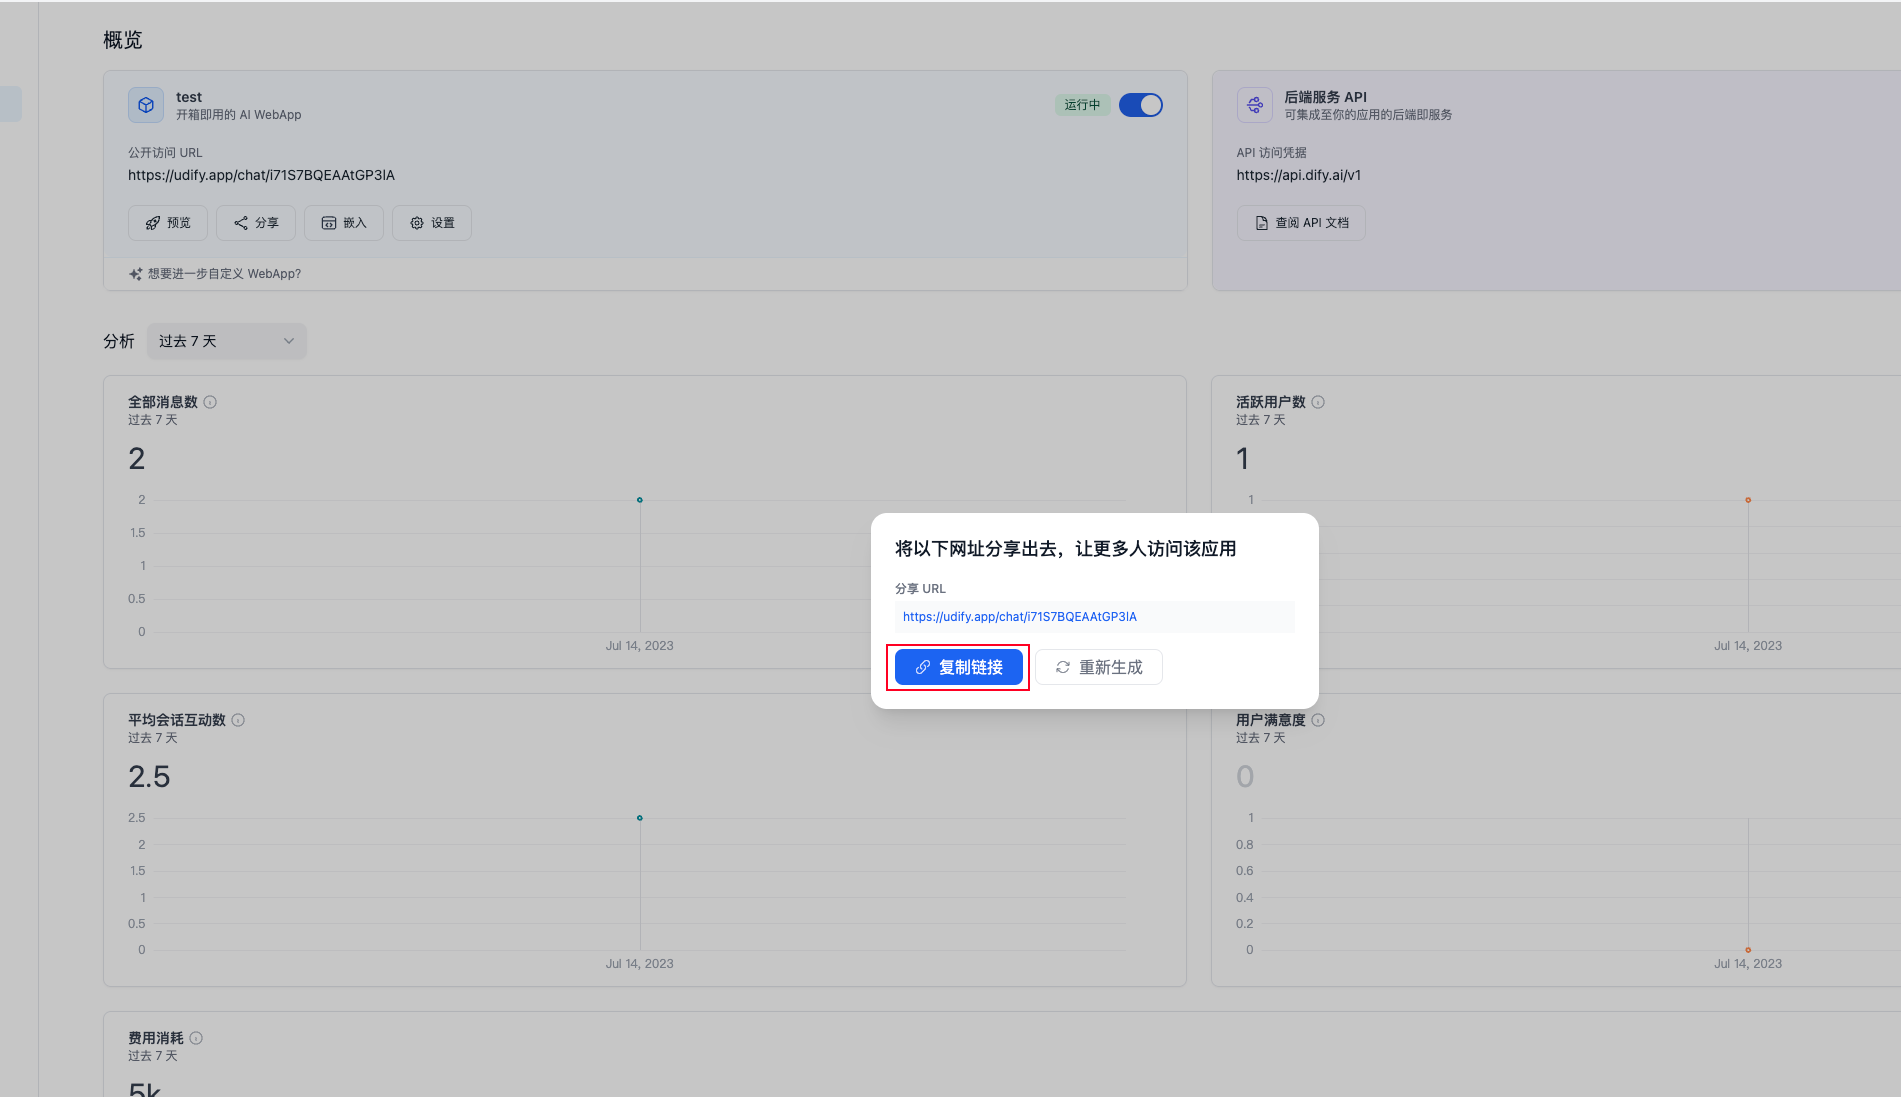 概览
test
开箱即用的 AI WebApp
运行中
公开访问 URL
https://udify.app/chat/i71S7BQEAAtGP3lA
预览
分享
嵌入
设置
想要进一步自定义 WebApp?
后端服务 API
可集成至你的应用的后端即服务
API 访问凭据
https://api.dify.ai/v1
查阅 API 文档
分析
过去 7 天
全部消息数
过去 7 天
2
2
1.5
1
0.5
0
Jul 14, 2023
活跃用户数
过去 7 天
1
1
Jul 14, 2023
将以下网址分享出去，让更多人访问该应用
分享 URL
https://udify.app/chat/i71S7BQEAAtGP3lA
复制链接
重新生成
平均会话互动数
过去 7 天
2.5
2.5
2
1.5
1
0.5
0
Jul 14, 2023
用户满意度
过去 7 天
0
1
0.8
0.6
0.4
0.2
0
Jul 14, 2023
费用消耗
过去 7 天
5k